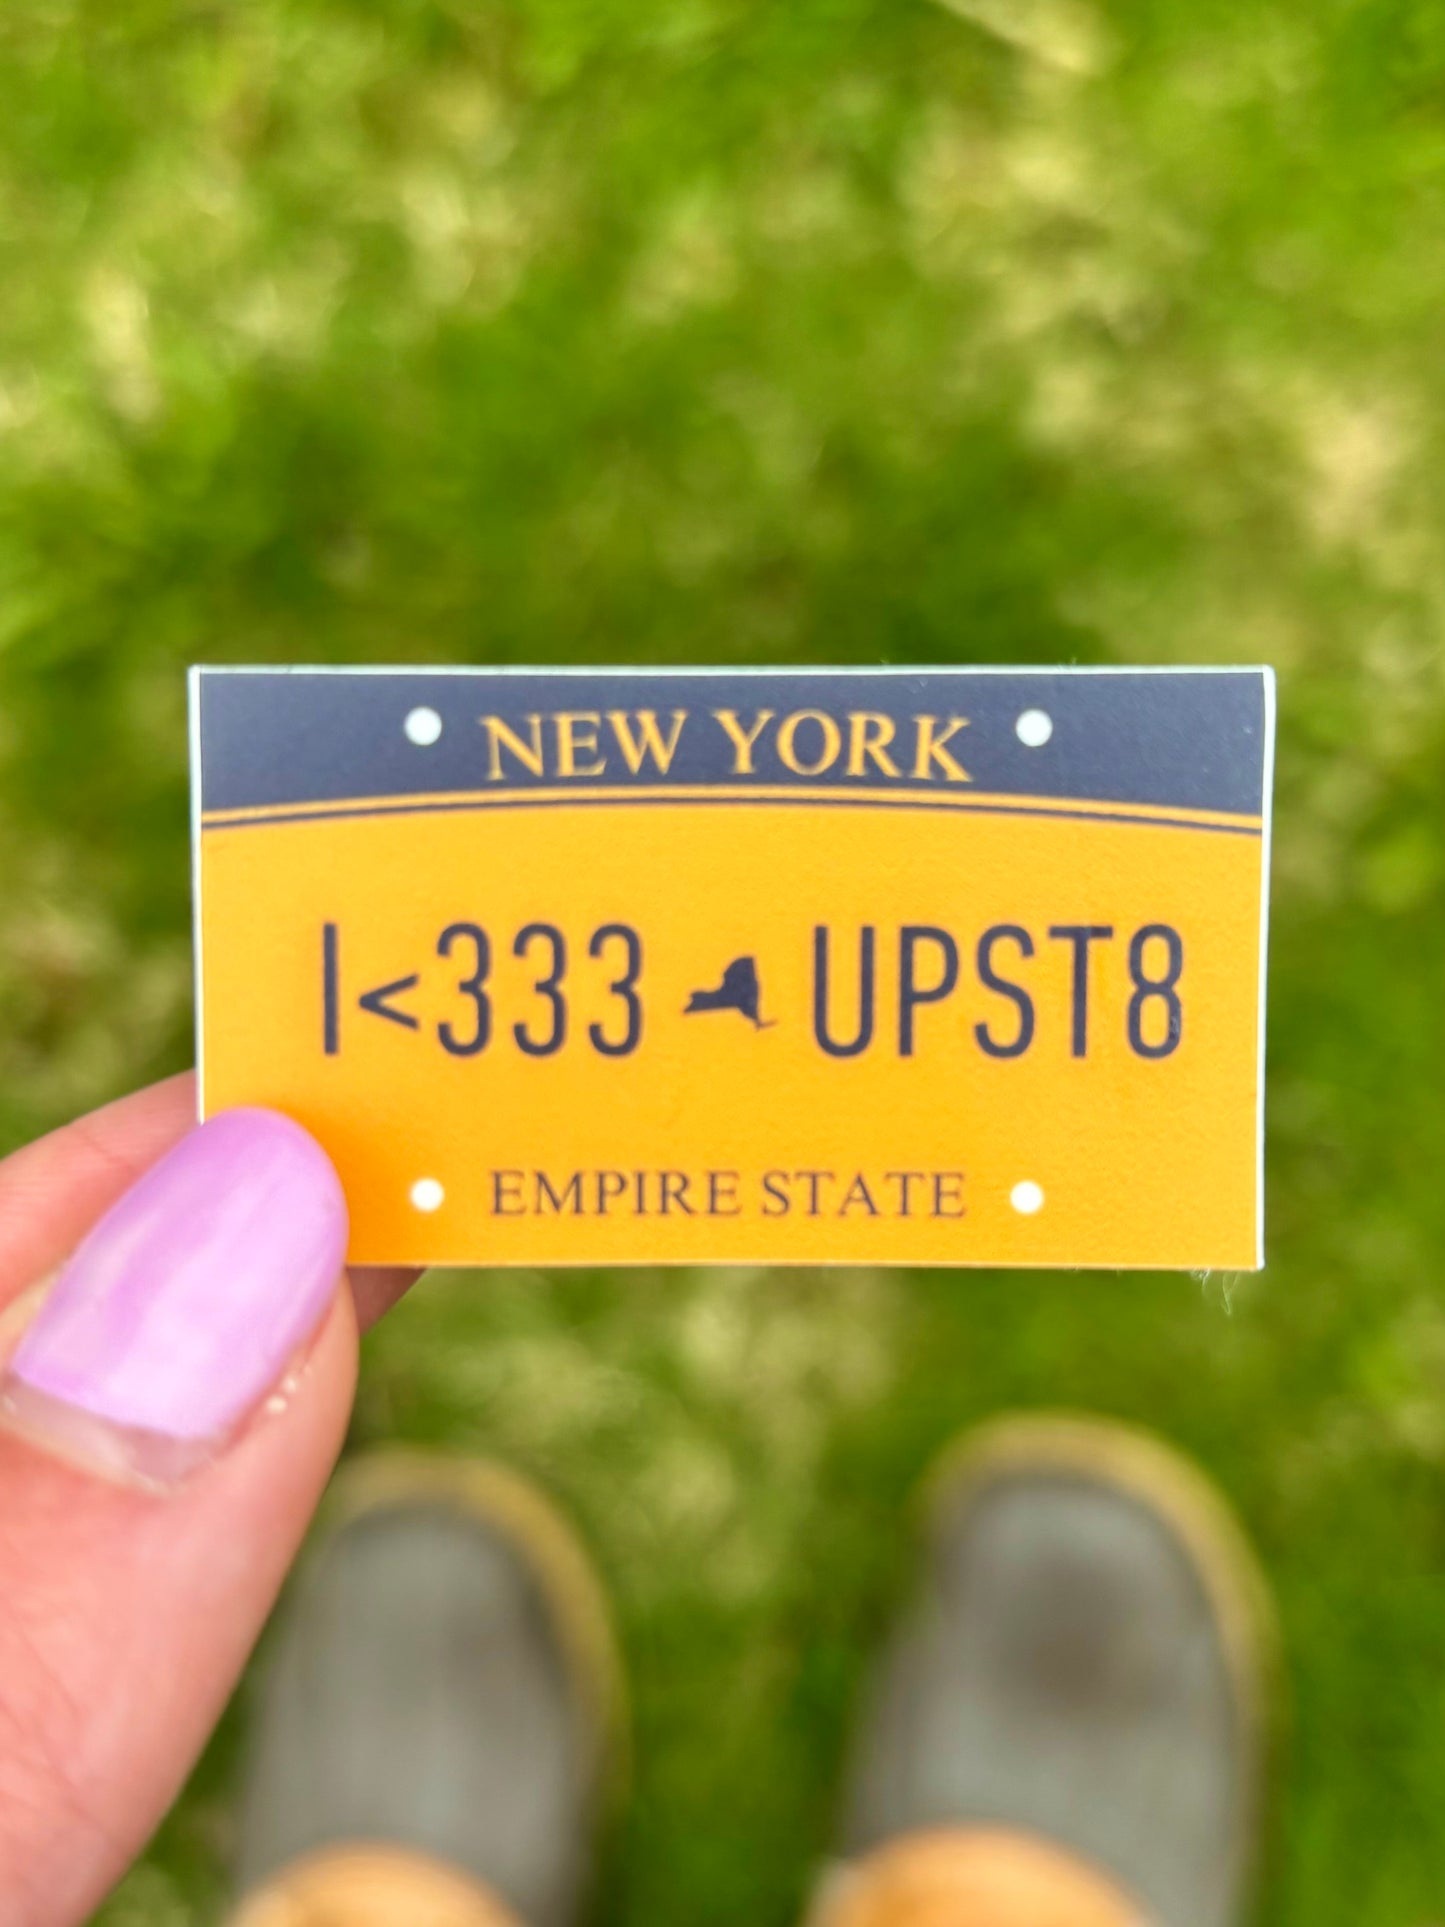 NEW YORK
I<333 UPST8
EMPIRE STATE